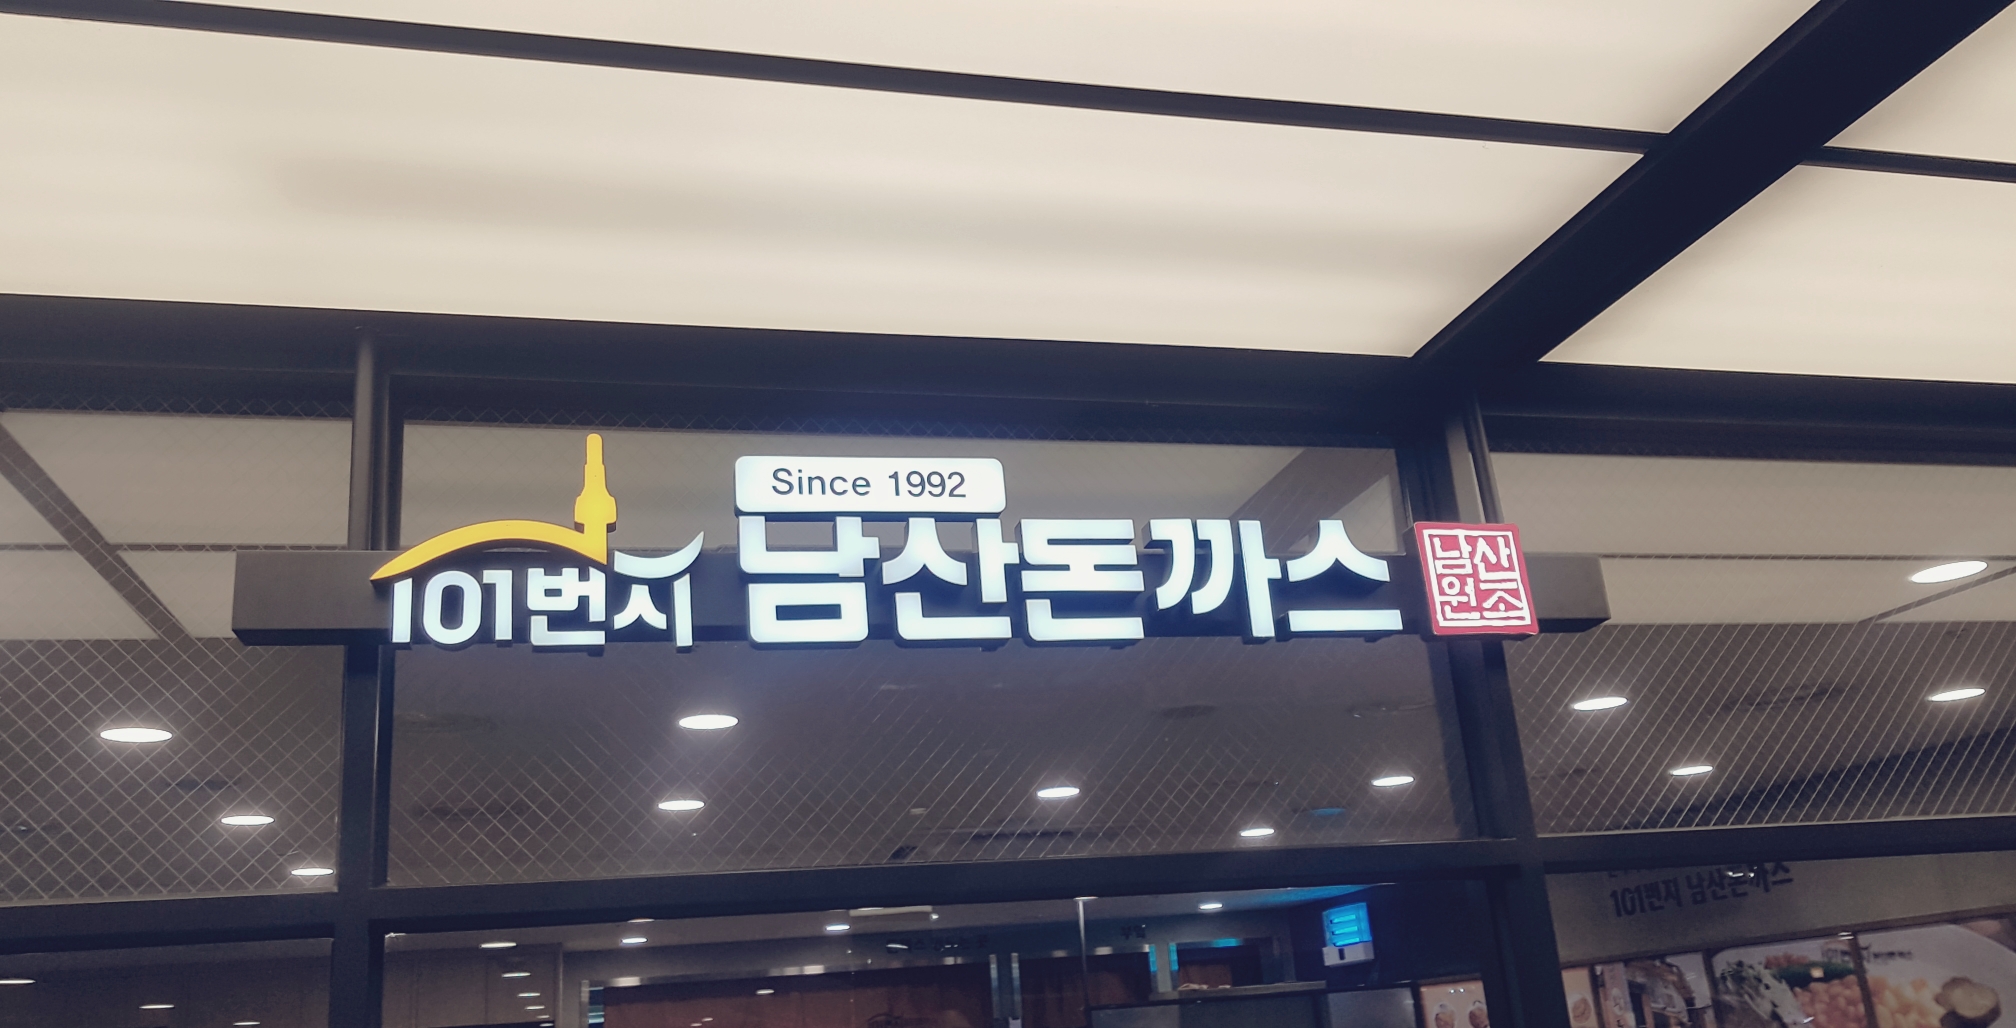 Since 1992
101번지 남산돈까스
남산
원조
101번지 남산돈까스